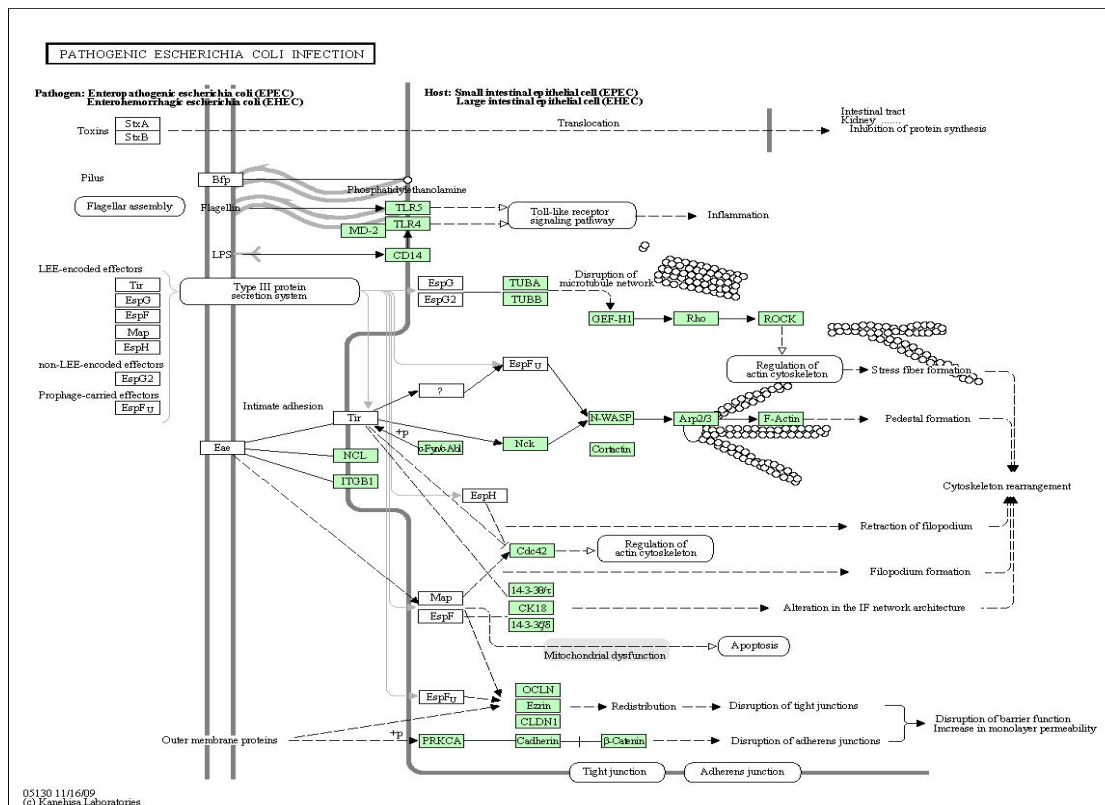 PATHOGENIC ESCHERICHIA COLI INFECTION
Pathogen: Enteropathogenic escherichia coli (EPEC)
Enterohemorrhagic escherichia coli (EHEC)
Host: Small intestinal epithelial cell (EPEC)
Large intestinal epithelial cell (EHEC)
Toxins
StxA
StxB
Translocation
Intestinal tract
Kidney .......
Inhibition of protein synthesis
Pilus
Bfp
Phosphatidylethanolamine
Flagellar assembly
Flagellin
TLR5
TLR4
MD-2
Toll-like receptor
signaling pathway
Inflammation
LPS
CD14
LEE-encoded effectors
Tir
EspG
EspF
Map
EspH
non-LEE-encoded effectors
EspG2
Prophage-carried effectors
EspFU
Type III protein
secretion system
EspG
EspG2
TUBA
TUBB
Disruption of
microtubule network
GEF-H1
Rho
ROCK
Regulation of
actin cytoskeleton
Stress fiber formation
EspFU
?
Intimate adhesion
Tir
+p
c-Fyn/c-Abl
Nck
N-WASP
Cortactin
Arp2/3
F-Actin
Pedestal formation
Eae
NCL
ITGB1
Cytoskeleton rearrangement
EspH
Retraction of filopodium
Cdc42
Regulation of
actin cytoskeleton
Filopodium formation
Map
EspF
14-3-3θ/τ
CK18
14-3-3ζ/δ
Alteration in the IF network architecture
Mitochondrial dysfunction
Apoptosis
EspFU
OCLN
Ezrin
CLDN1
Redistribution
Disruption of tight junctions
Disruption of barrier function
Increase in monolayer permeability
Outer membrane proteins
+p
PRKCA
Cadherin
β-Catenin
Disruption of adherens junctions
Tight junction
Adherens junction
05130 11/16/09
(c) Kanehisa Laboratories